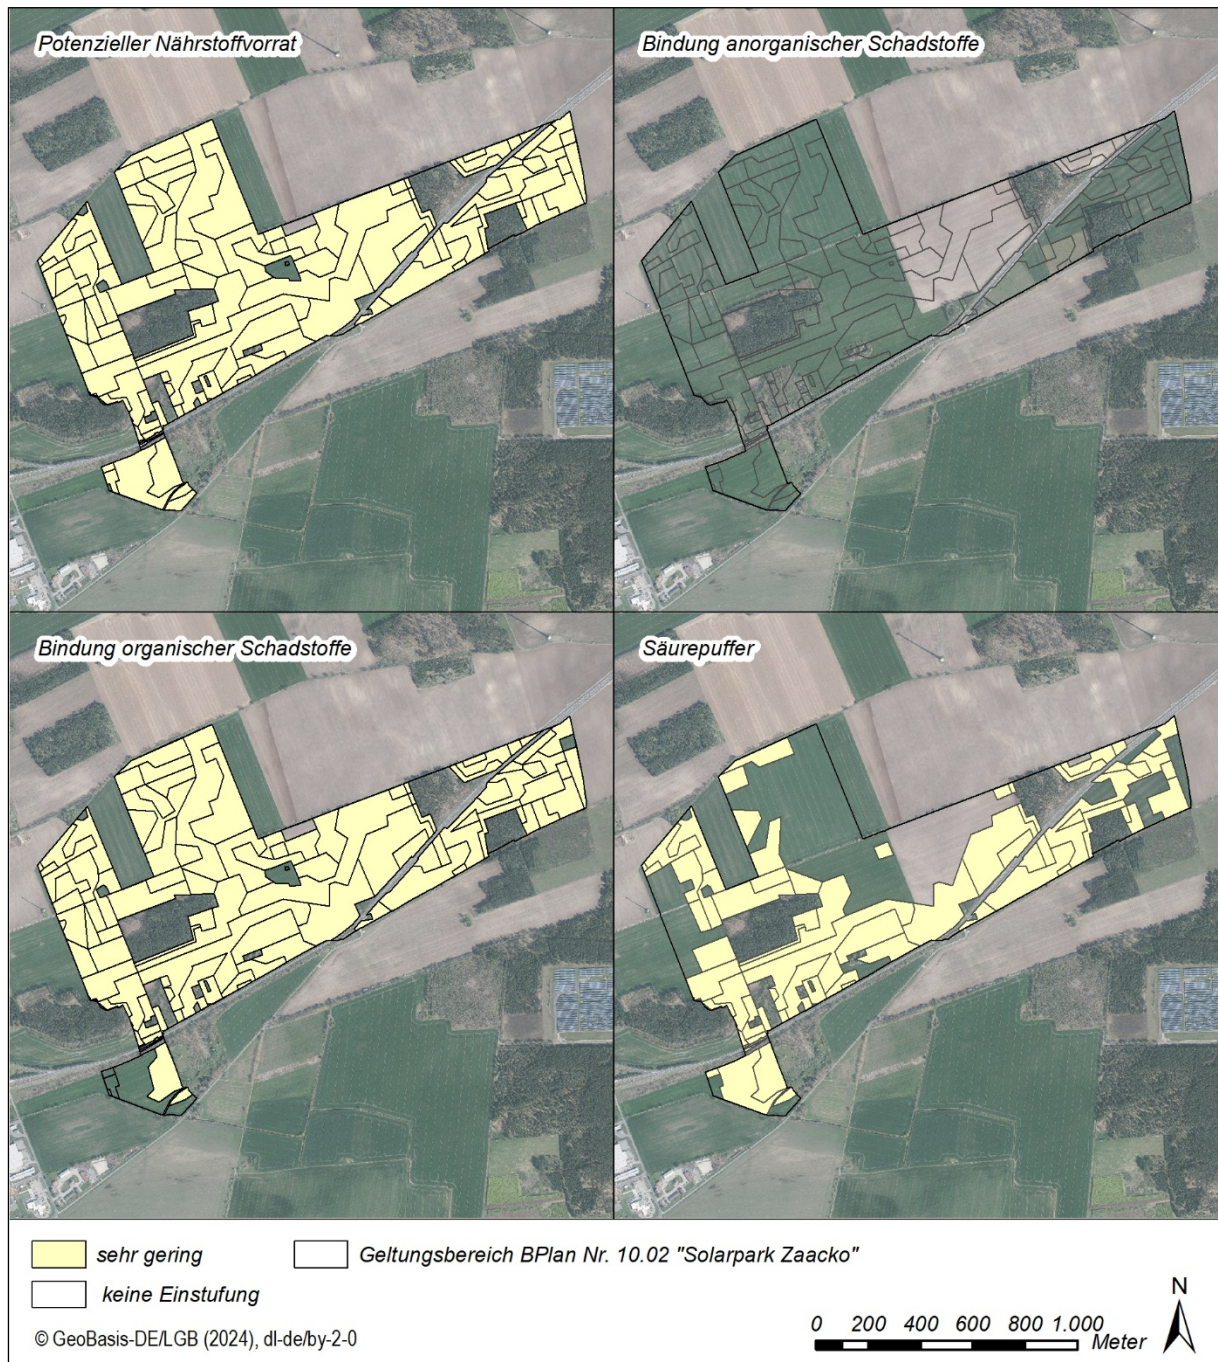 Potenzieller Nährstoffvorrat
Bindung anorganischer Schadstoffe
Bindung organischer Schadstoffe
Säurepuffer
sehr gering
Geltungsbereich BPlan Nr. 10.02 "Solarpark Zaacko"
keine Einstufung
N
© GeoBasis-DE/LGB (2024), dl-de/by-2-0
0 200 400 600 800 1.000
Meter